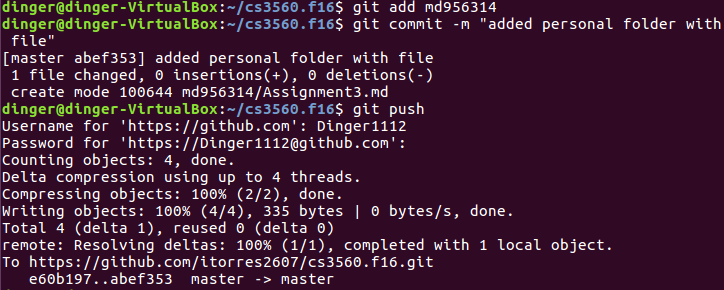 dinger@dinger-VirtualBox:~/cs3560.f16$ git add md956314
dinger@dinger-VirtualBox:~/cs3560.f16$ git commit -m "added personal folder with
 file"
[master abef353] added personal folder with file
 1 file changed, 0 insertions(+), 0 deletions(-)
 create mode 100644 md956314/Assignment3.md
dinger@dinger-VirtualBox:~/cs3560.f16$ git push
Username for 'https://github.com': Dinger1112
Password for 'https://Dinger1112@github.com':
Counting objects: 4, done.
Delta compression using up to 4 threads.
Compressing objects: 100% (2/2), done.
Writing objects: 100% (4/4), 335 bytes | 0 bytes/s, done.
Total 4 (delta 1), reused 0 (delta 0)
remote: Resolving deltas: 100% (1/1), completed with 1 local object.
To https://github.com/itorres2607/cs3560.f16.git
   e60b197..abef353  master -> master